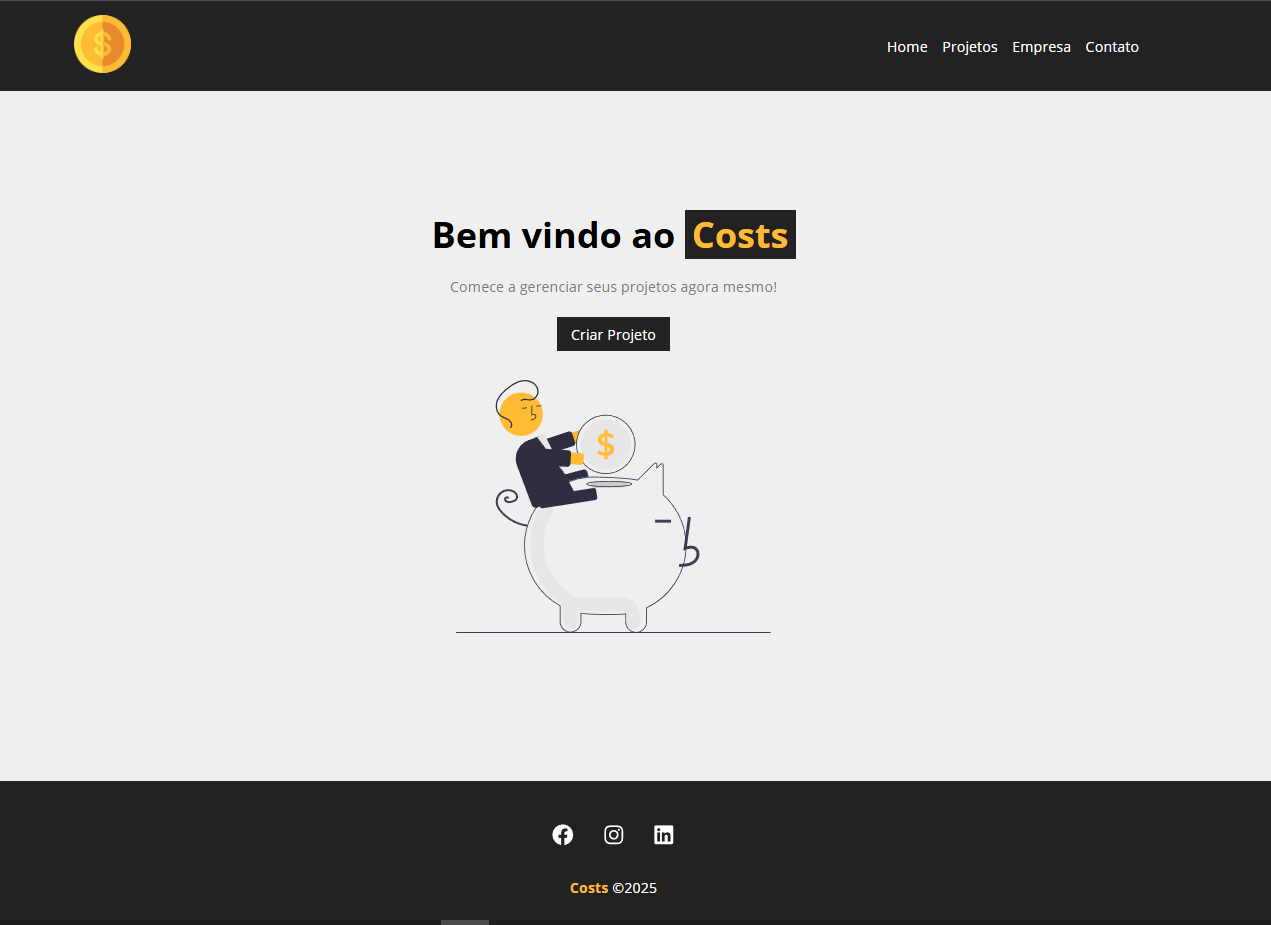 $
Home Projetos Empresa Contato
Bem vindo ao Costs
Comece a gerenciar seus projetos agora mesmo!
Criar Projeto
$
Costs ©2025